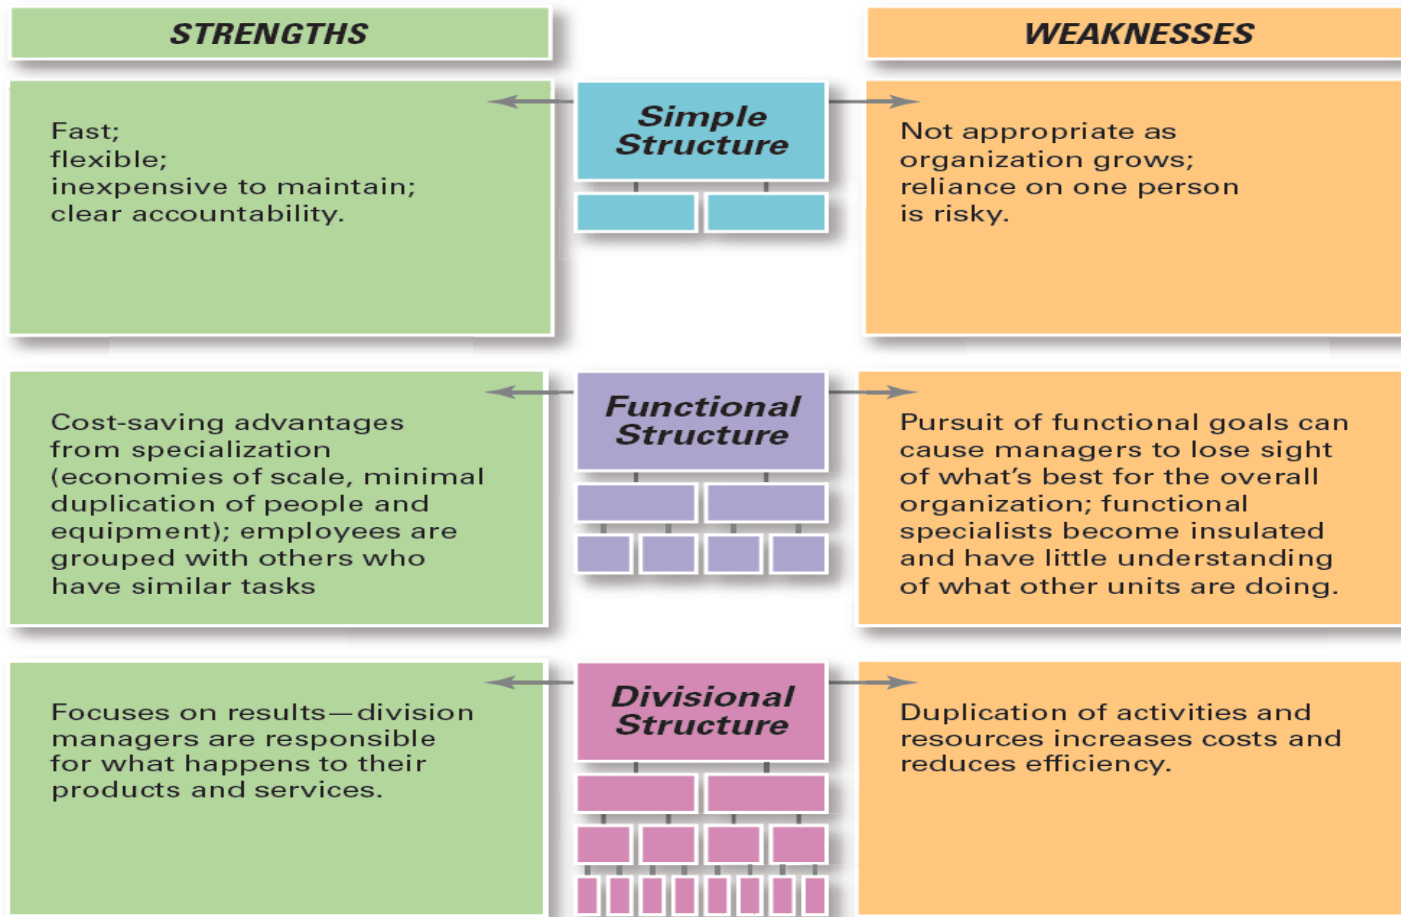 STRENGTHS
WEAKNESSES
Fast;
flexible;
inexpensive to maintain;
clear accountability.
Simple
Structure
Not appropriate as
organization grows;
reliance on one person
is risky.
Cost-saving advantages
from specialization
(economies of scale, minimal
duplication of people and
equipment); employees are
grouped with others who
have similar tasks
Functional
Structure
Pursuit of functional goals can
cause managers to lose sight
of what’s best for the overall
organization; functional
specialists become insulated
and have little understanding
of what other units are doing.
Focuses on results—division
managers are responsible
for what happens to their
products and services.
Divisional
Structure
Duplication of activities and
resources increases costs and
reduces efficiency.